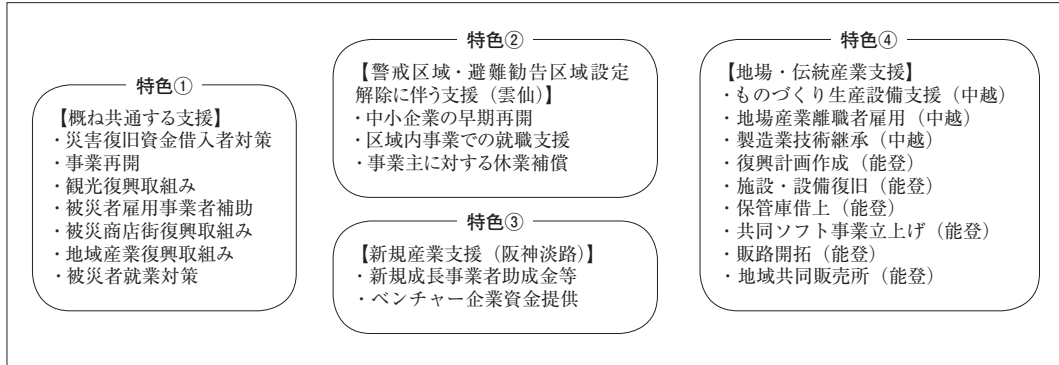 特色①
【概ね共通する支援】
・災害復旧資金借入者対策
・事業再開
・観光復興取組み
・被災者雇用事業者補助
・被災商店街復興取組み
・地域産業復興取組み
・被災者就業対策
特色②
【警戒区域・避難勧告区域設定
解除に伴う支援（雲仙）】
・中小企業の早期再開
・区域内事業での就職支援
・事業主に対する休業補償
特色③
【新規産業支援（阪神淡路）】
・新規成長事業者助成金等
・ベンチャー企業資金提供
特色④
【地場・伝統産業支援】
・ものづくり生産設備支援（中越）
・地場産業離職者雇用（中越）
・製造業技術継承（中越）
・復興計画作成（能登）
・施設・設備復旧（能登）
・保管庫借上（能登）
・共同ソフト事業立上げ（能登）
・販路開拓（能登）
・地域共同販売所（能登）